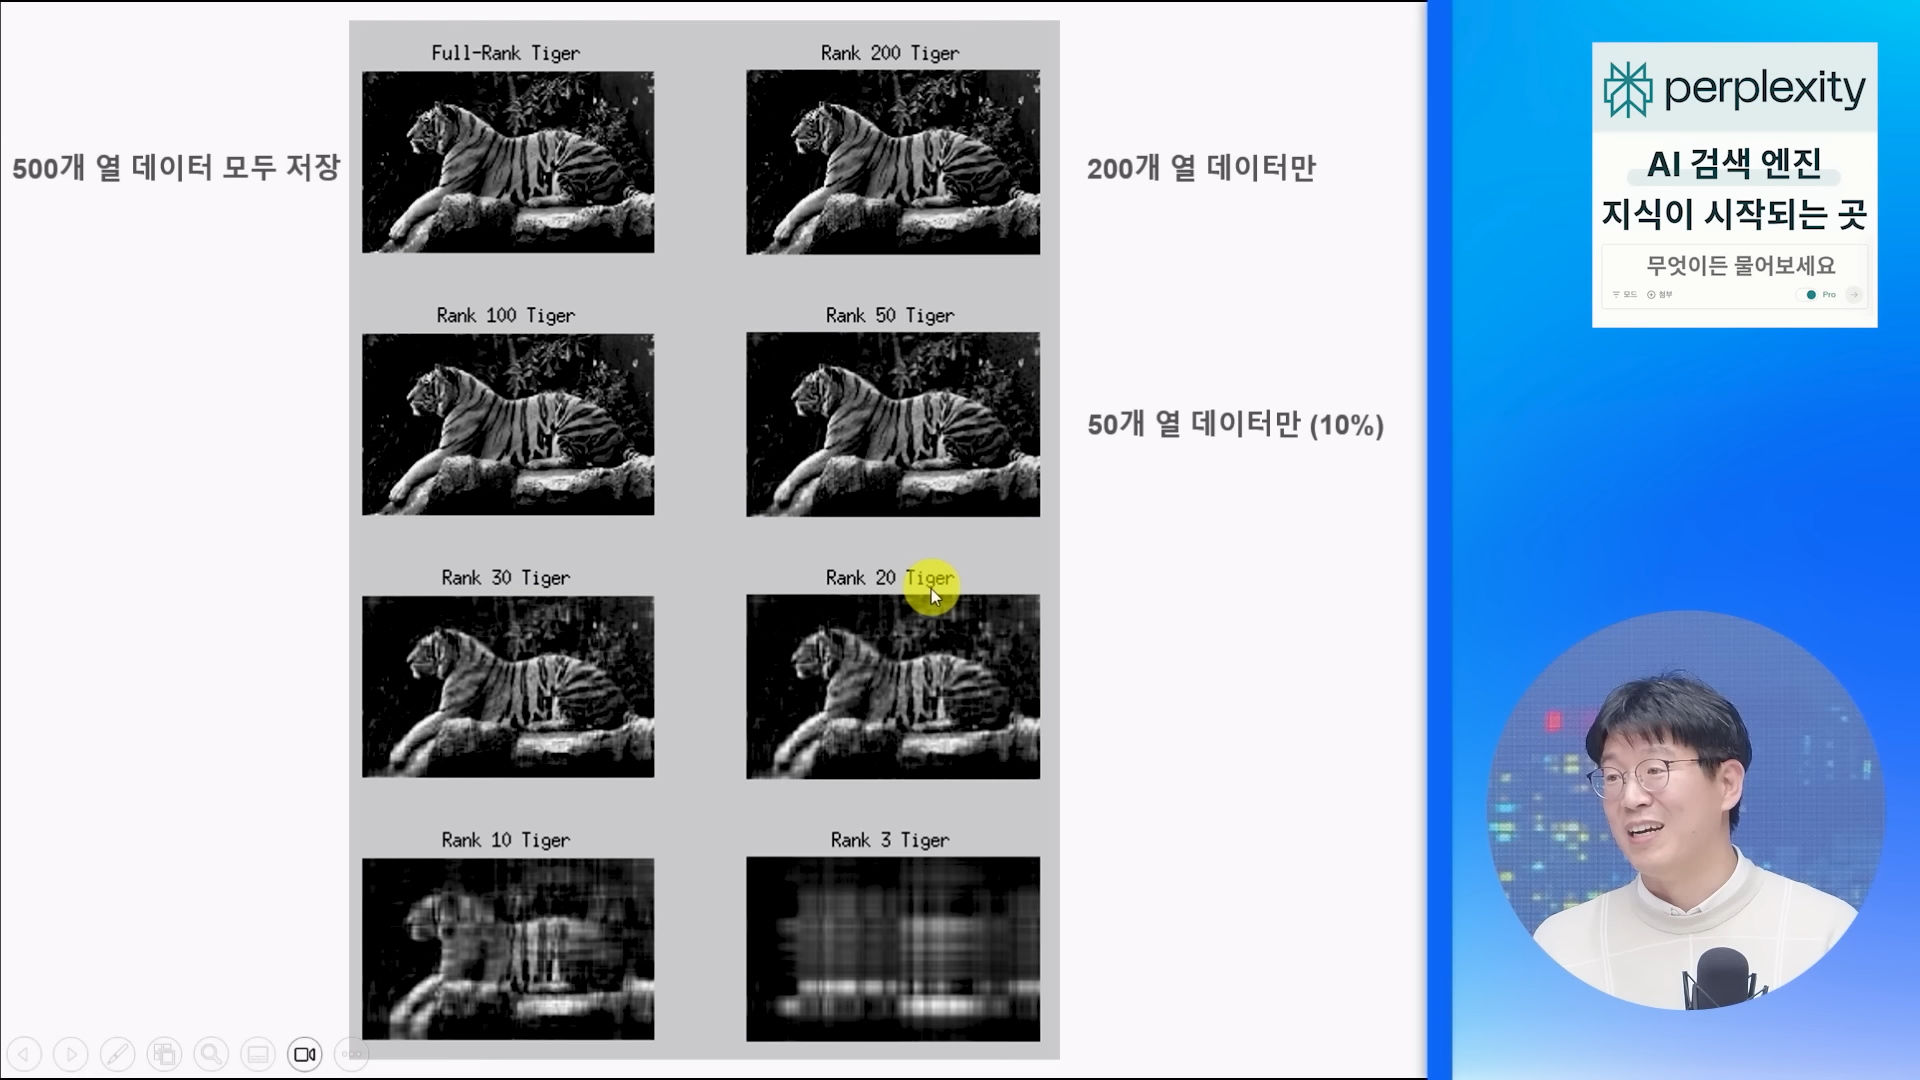 Full-Rank Tiger
Rank 200 Tiger
500개 열 데이터 모두 저장
200개 열 데이터만
Rank 100 Tiger
Rank 50 Tiger
50개 열 데이터만 (10%)
Rank 30 Tiger
Rank 20 Tiger
Rank 10 Tiger
Rank 3 Tiger
perplexity
AI 검색 엔진
지식이 시작되는 곳
무엇이든 물어보세요
모드 첨부 Pro